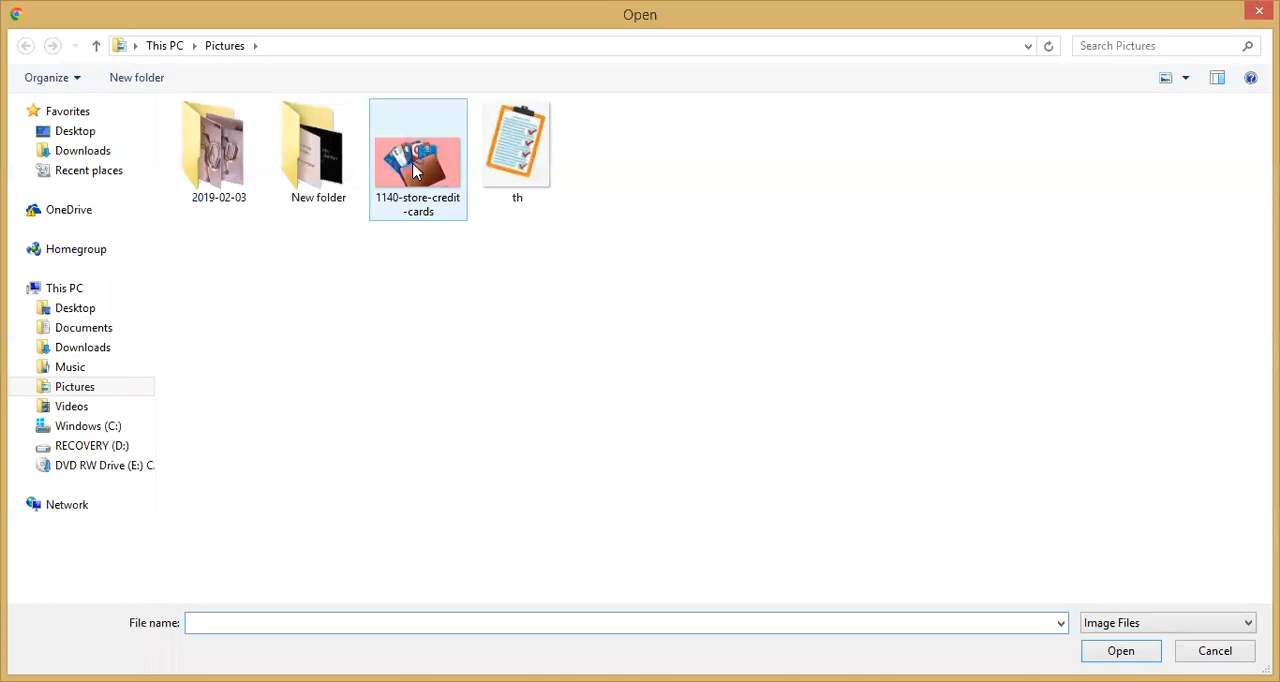 Open
This PC
Pictures
Search Pictures
Organize
New folder
Favorites
Desktop
Downloads
Recent places
OneDrive
Homegroup
This PC
Desktop
Documents
Downloads
Music
Pictures
Videos
Windows (C:)
RECOVERY (D:)
DVD RW Drive (E:) C.
Network
2019-02-03
New folder
1140-store-credit
-cards
th
File name:
Image Files
Open
Cancel